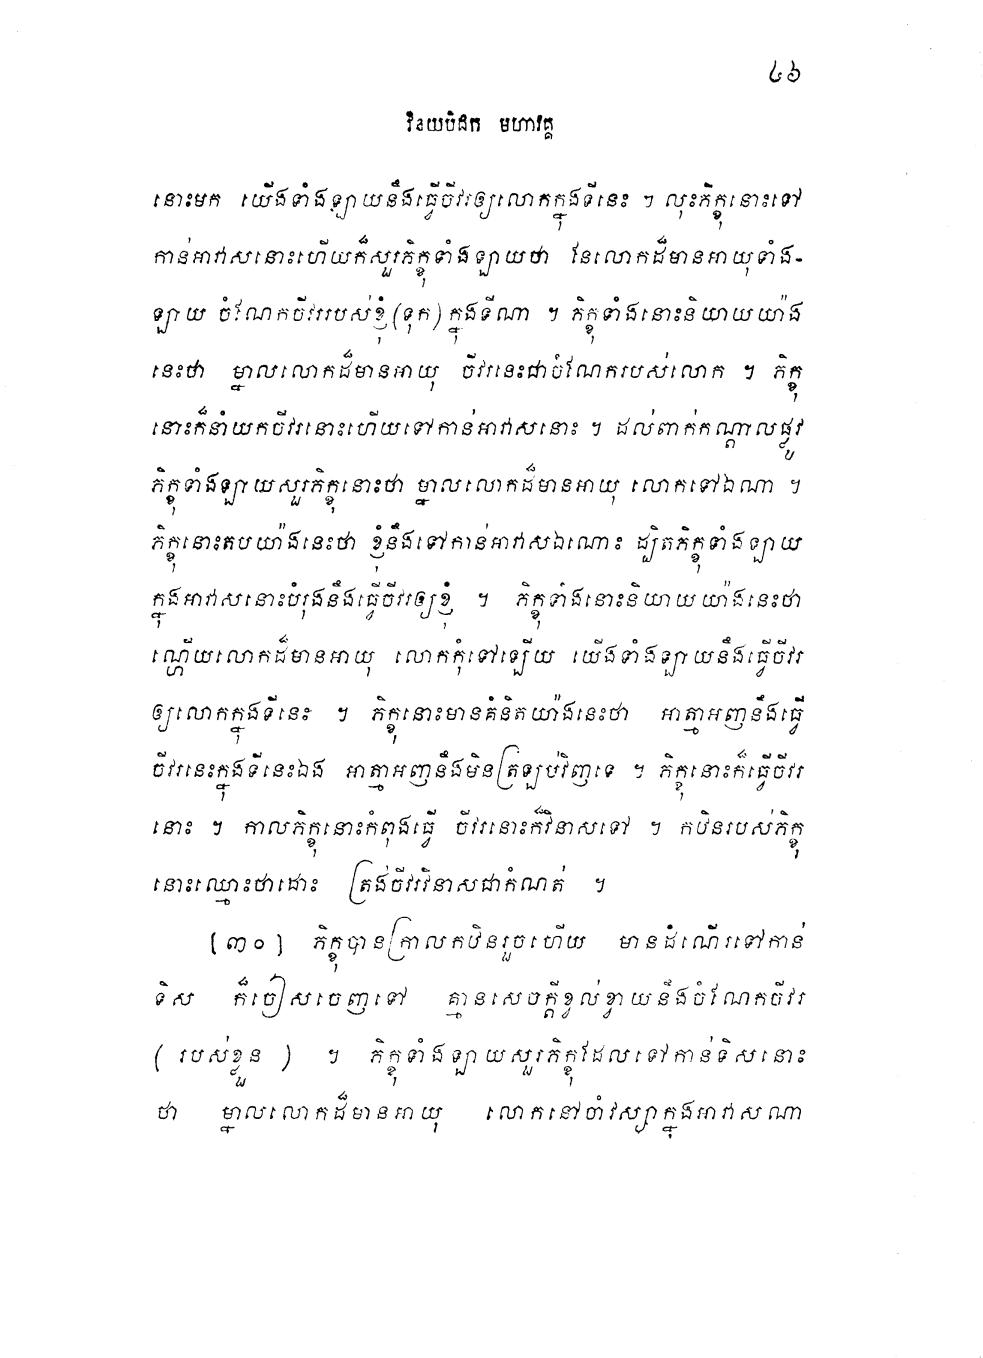 ៤៦
វិនយបិដក មហាវគ្គ
នោះមក យើងទាំងឡាយនឹងធ្វើចីវរឲ្យលោកក្នុងទីនេះ ។ លុះភិក្ខុនោះទៅ
កាន់អាវាសនោះហើយក៏សួរភិក្ខុទាំងឡាយថា នែលោកដ៏មានអាយុទាំង-
ឡាយ ចំណែកចីវររបស់ខ្ញុំ (ទុក) ក្នុងទីណា ។ ភិក្ខុទាំងនោះនិយាយយ៉ាង
នេះថា ម្នាលលោកដ៏មានអាយុ ចីវរនេះជាចំណែករបស់លោក ។ ភិក្ខុ
នោះក៏នាំយកចីវរនោះហើយទៅកាន់អាវាសនោះ ។ ដល់ពាក់កណ្តាលផ្លូវ
ភិក្ខុទាំងឡាយសួរភិក្ខុនោះថា ម្នាលលោកដ៏មានអាយុ លោកទៅឯណា ។
ភិក្ខុនោះតបយ៉ាងនេះថា ខ្ញុំនឹងទៅកាន់អាវាសឯណោះ ដ្បិតភិក្ខុទាំងឡាយ
ក្នុងអាវាសនោះបំរុងនឹងធ្វើចីវរឲ្យខ្ញុំ ។ ភិក្ខុទាំងនោះនិយាយយ៉ាងនេះថា
ណ្ហើយលោកដ៏មានអាយុ លោកកុំទៅឡើយ យើងទាំងឡាយនឹងធ្វើចីវរ
ឲ្យលោកក្នុងទីនេះ ។ ភិក្ខុនោះមានគំនិតយ៉ាងនេះថា អាត្មាអញនឹងធ្វើ
ចីវរនេះក្នុងទីនេះឯង អាត្មាអញនឹងមិនត្រឡប់វិញទេ ។ ភិក្ខុនោះក៏ធ្វើចីវរ
នោះ ។ កាលភិក្ខុនោះកំពុងធ្វើ ចីវរនោះក៏វិនាសទៅ ។ កឋិនរបស់ភិក្ខុ
នោះឈ្មោះថាដោះ ត្រង់ចីវរវិនាសជាកំណត់ ។
(៣០) ភិក្ខុបានក្រាលកឋិនរួចហើយ មានដំណើរទៅកាន់
ទិស ក៏ចៀសចេញទៅ គ្មានសេចក្តីខ្វល់ខ្វាយនឹងចំណែកចីវរ
(របស់ខ្លួន) ។ ភិក្ខុទាំងឡាយសួរភិក្ខុដែលទៅកាន់ទិសនោះ
ថា ម្នាលលោកដ៏មានអាយុ លោកនៅចាំវស្សាក្នុងអាវាសណា